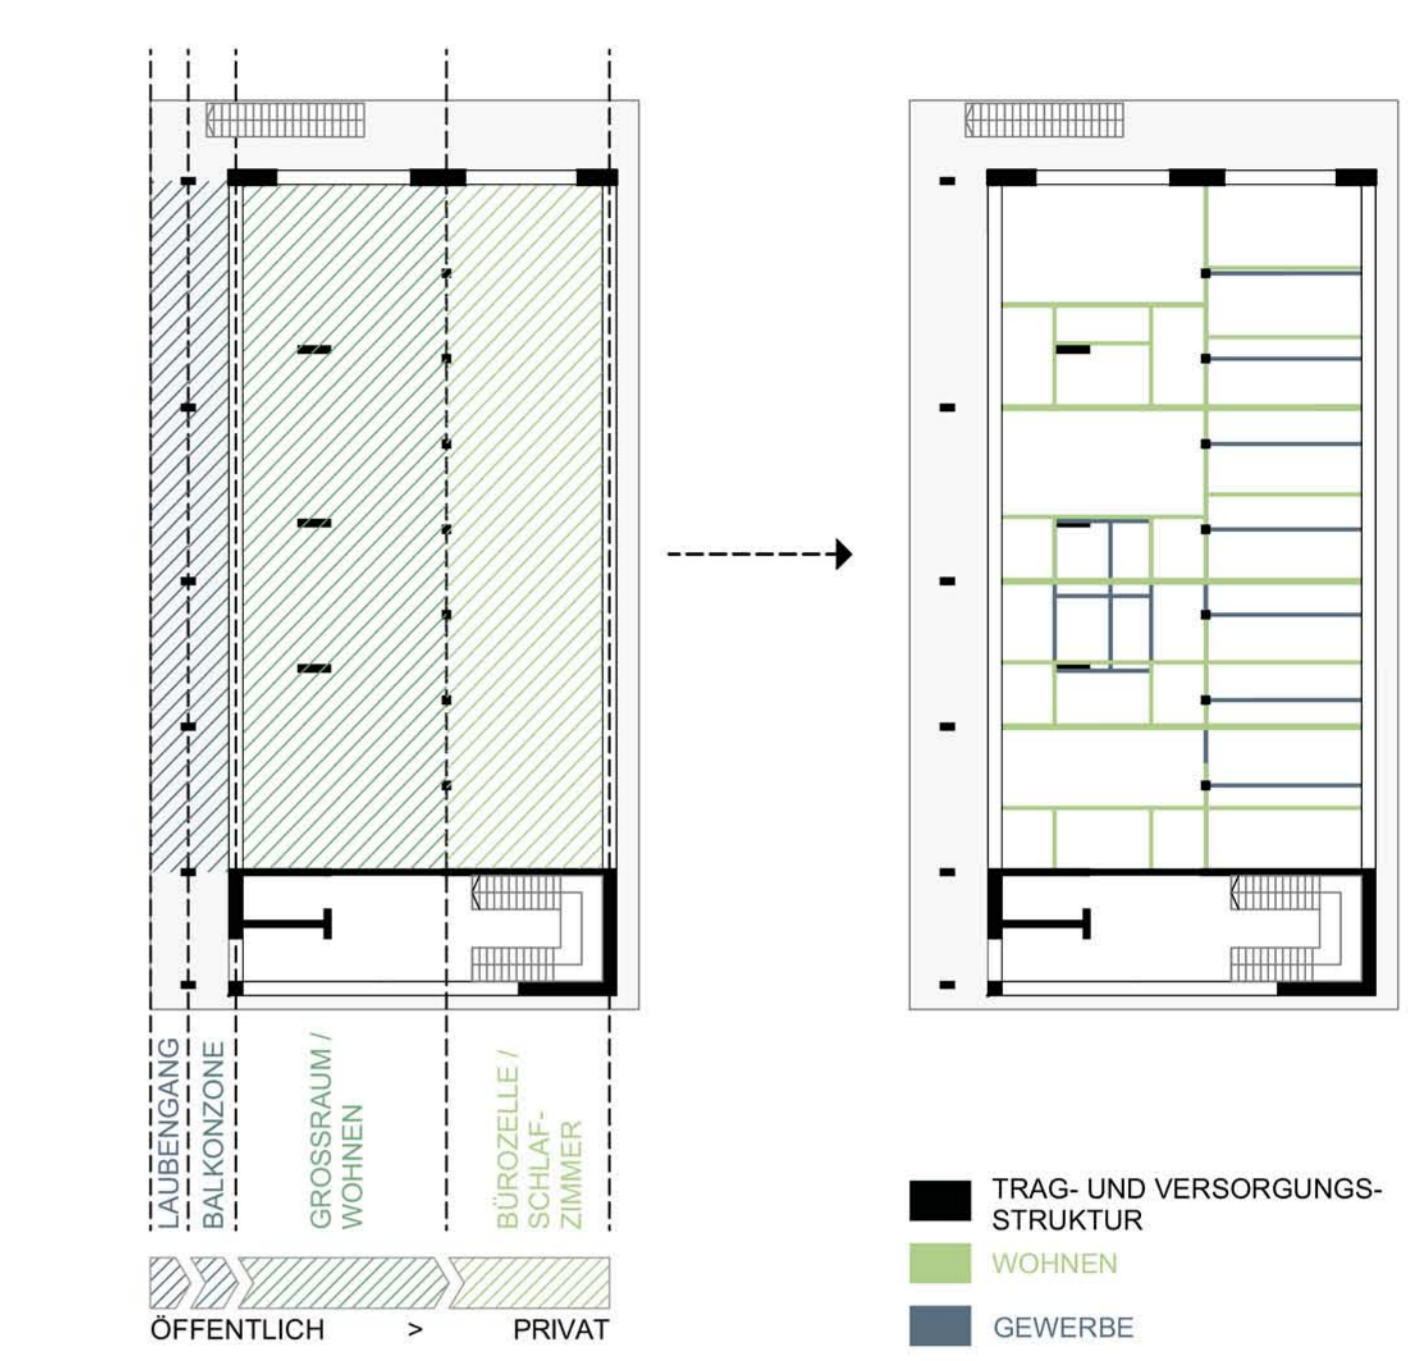 LAUBENGANG
BALKONZONE
GROSSRAUM /
WOHNEN
BÜROZELLE /
SCHLAF-
ZIMMER
ÖFFENTLICH > PRIVAT
TRAG- UND VERSORGUNGS-
STRUKTUR
WOHNEN
GEWERBE